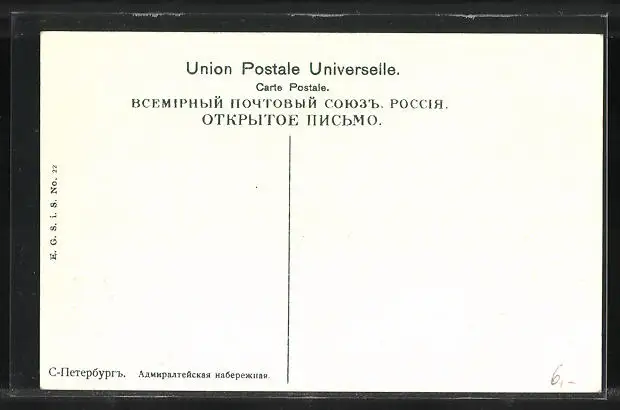 Union Postale Universelle.
Carte Postale.
ВСЕМІРНЫЙ ПОЧТОВЫЙ СОЮЗЪ. РОССІЯ.
ОТКРЫТОЕ ПИСЬМО.
E. G. S. i. S. No. 22
С-Петербургъ. Адмиралтейская набережная.
6,-